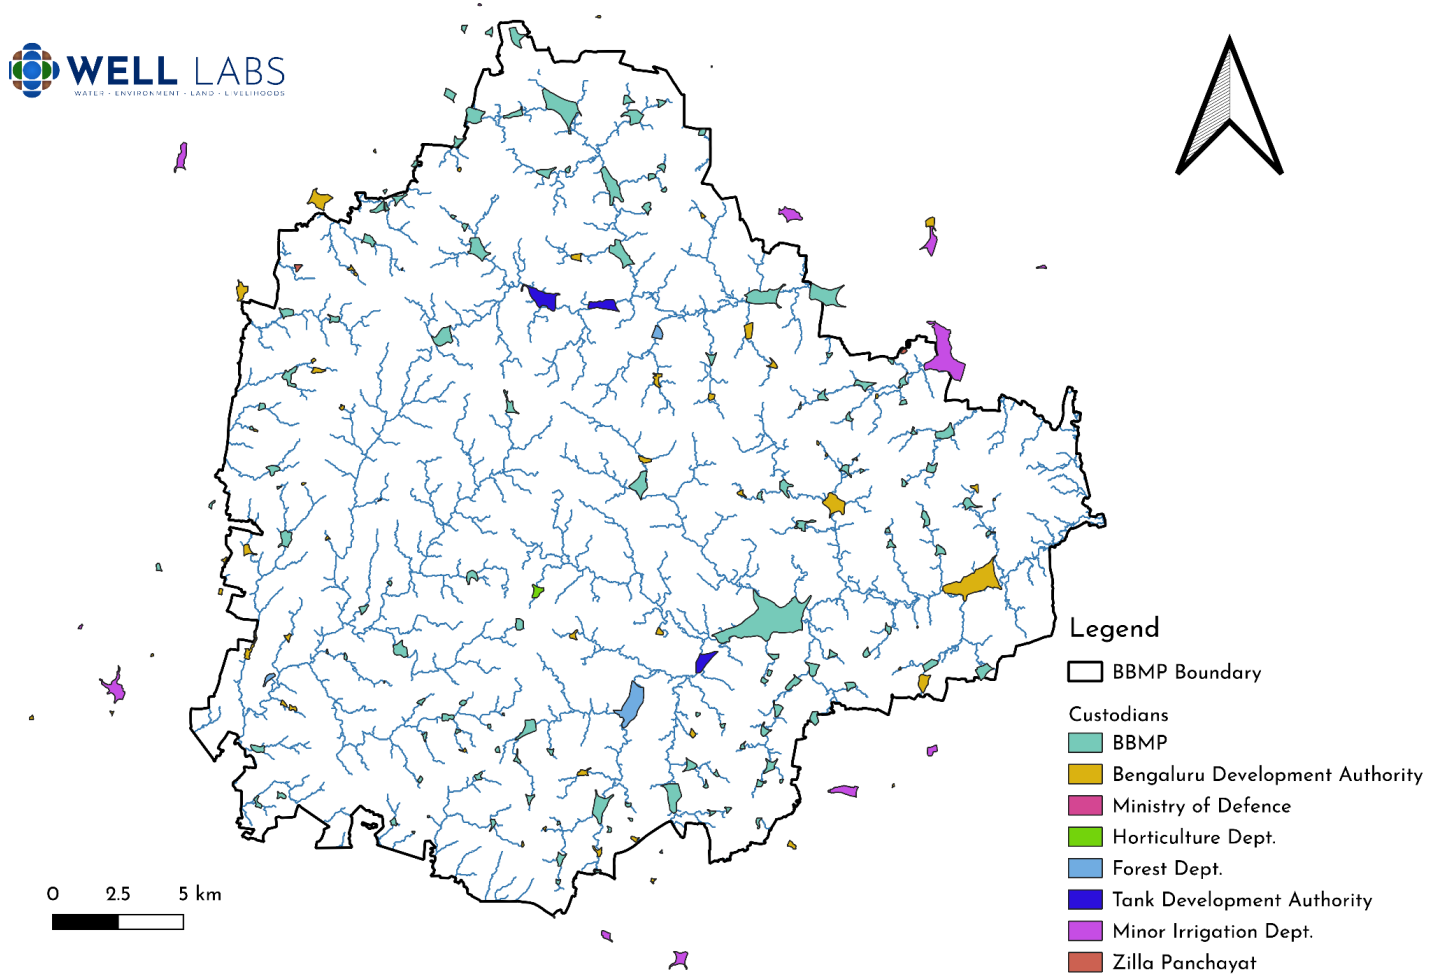 WELL LABS
WATER - ENVIRONMENT - LAND - LIVELIHOODS
Legend
BBMP Boundary
Custodians
BBMP
Bengaluru Development Authority
Ministry of Defence
Horticulture Dept.
Forest Dept.
Tank Development Authority
Minor Irrigation Dept.
Zilla Panchayat
0 2.5 5 km